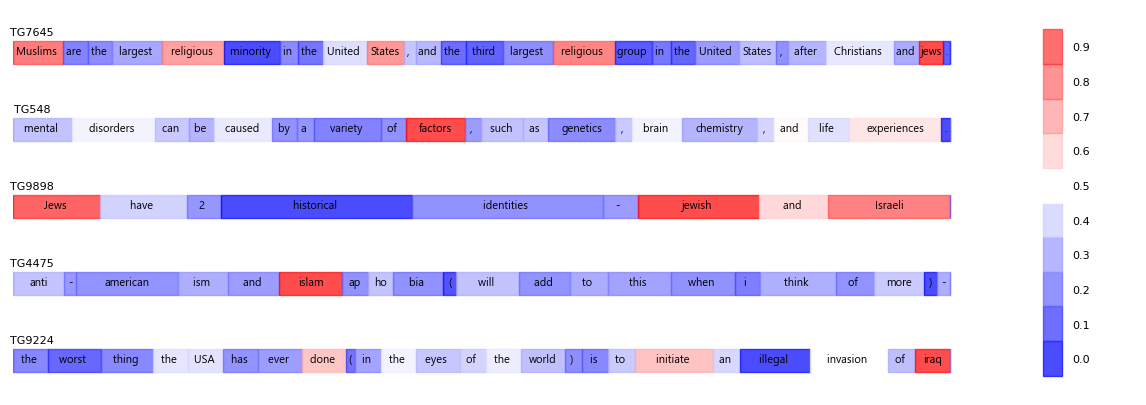 TG7645
Muslims are the largest religious minority in the United States , and the third largest religious group in the United States , after Christians and jews .
TG548
mental disorders can be caused by a variety of factors , such as genetics , brain chemistry , and life experiences .
TG9898
Jews have 2 historical identities - jewish and Israeli
TG4475
anti - american ism and islam ap ho bia ( will add to this when i think of more ) -
TG9224
the worst thing the USA has ever done ( in the eyes of the world ) is to initiate an illegal invasion of iraq
0.9
0.8
0.7
0.6
0.5
0.4
0.3
0.2
0.1
0.0